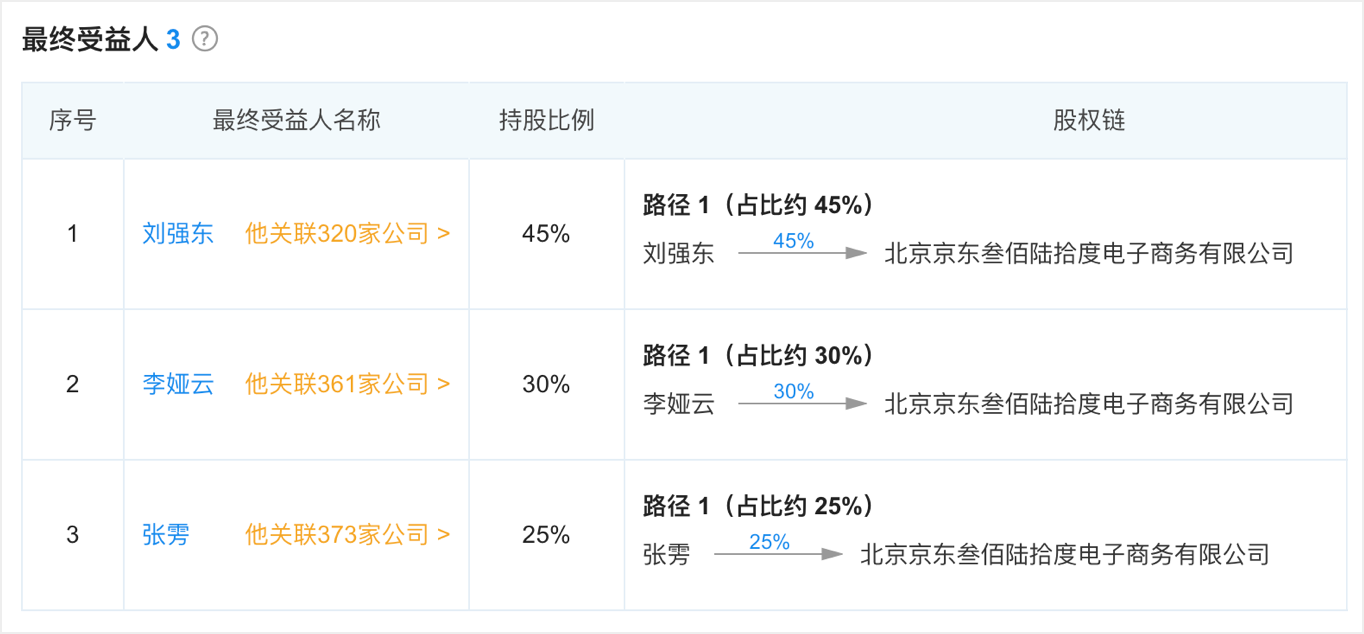 最终受益人 3 ?
序号 最终受益人名称 持股比例 股权链
路径 1（占比约 45%）
1 刘强东 他关联320家公司 > 45%
45%
刘强东 北京京东叁佰陆拾度电子商务有限公司
路径 1（占比约 30%）
2 李娅云 他关联361家公司 > 30%
30%
李娅云 北京京东叁佰陆拾度电子商务有限公司
路径 1（占比约 25%）
3 张雱 他关联373家公司 > 25%
25%
张雱 北京京东叁佰陆拾度电子商务有限公司